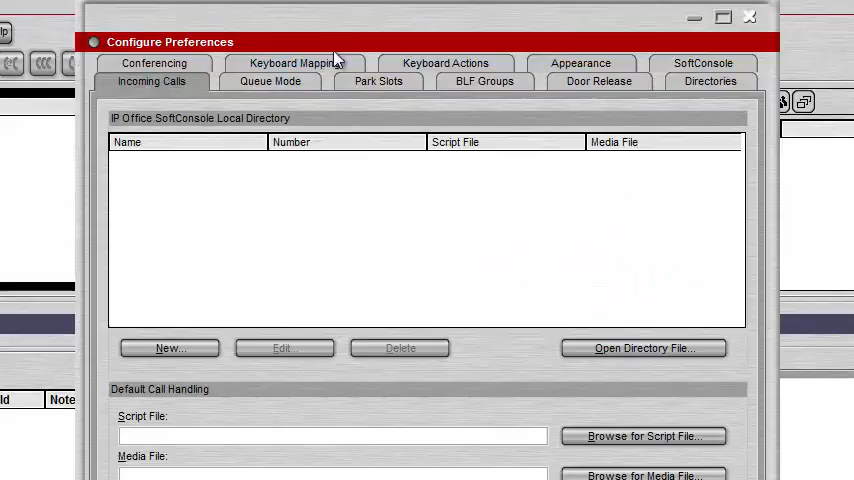 lp
Configure Preferences
Conferencing Keyboard Mapping Keyboard Actions Appearance SoftConsole
Incoming Calls Queue Mode Park Slots BLF Groups Door Release Directories
IP Office SoftConsole Local Directory
Name Number Script File Media File
New... Edit... Delete Open Directory File...
Default Call Handling
ld Note
Script File:
Browse for Script File...
Media File:
Browse for Media File...